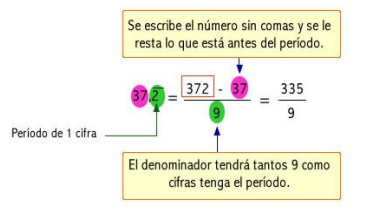 Se escribe el número sin comas y se le
resta lo que está antes del período.
37,2̅ = 372 - 37 / 9 = 335 / 9
Período de 1 cifra
El denominador tendrá tantos 9 como
cifras tenga el período.